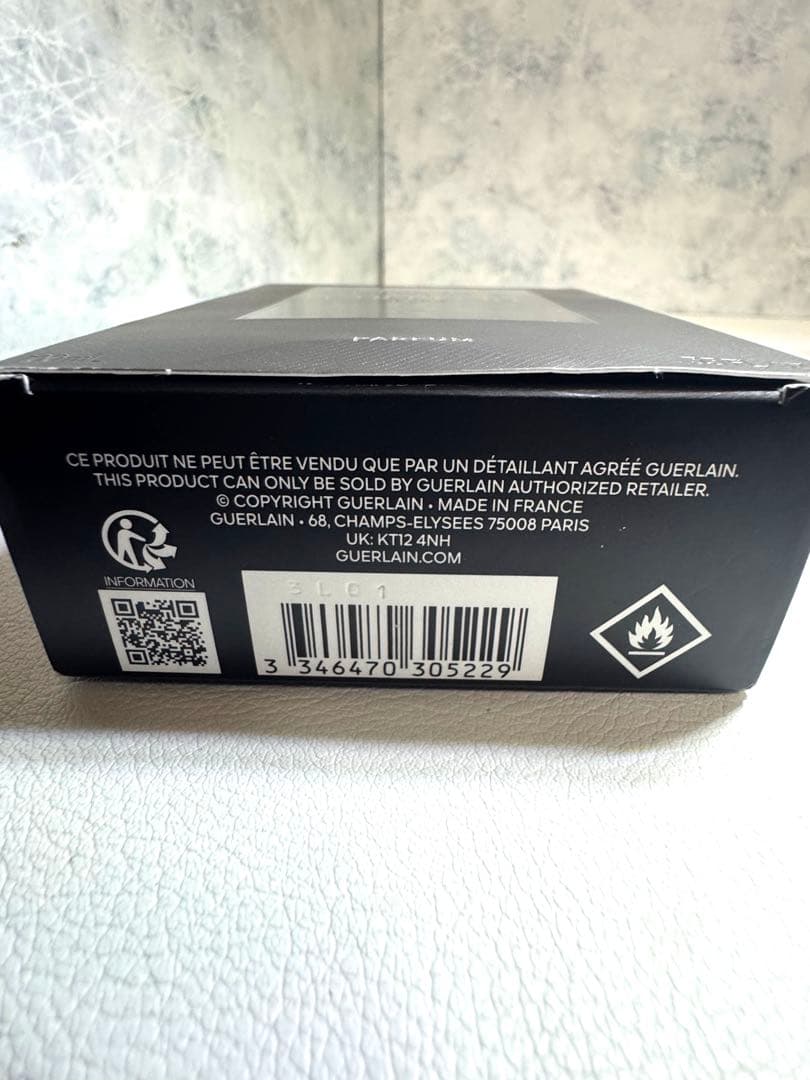 PARFUM
CE PRODUIT NE PEUT ÊTRE VENDU QUE PAR UN DÉTAILLANT AGRÉÉ GUERLAIN.
THIS PRODUCT CAN ONLY BE SOLD BY GUERLAIN AUTHORIZED RETAILER.
© COPYRIGHT GUERLAIN • MADE IN FRANCE
GUERLAIN • 68, CHAMPS-ELYSEES 75008 PARIS
UK: KT12 4NH
GUERLAIN.COM
INFORMATION
3L01
3 346470 305229